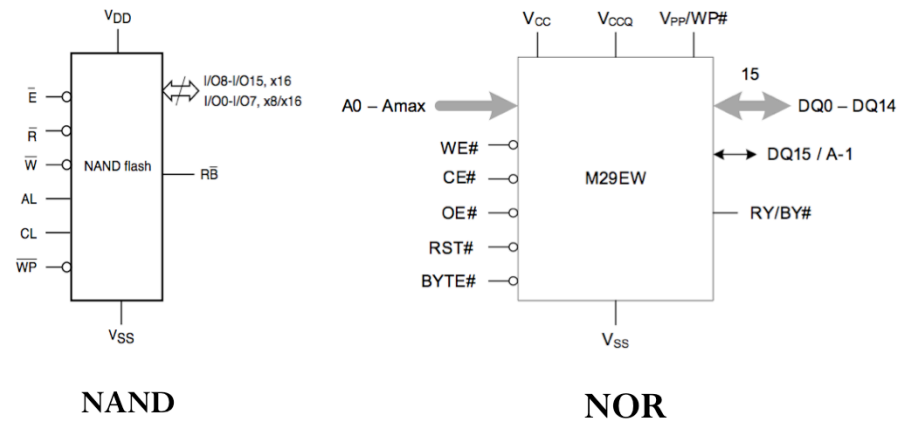 VDD
I/O8-I/O15, x16
I/O0-I/O7, x8/x16
E̅
R̅
W̅
AL
CL
W̅P̅
NAND flash
RB̅
VSS
NAND
VCC
VCCQ
VPP/WP#
A0 – Amax
15
DQ0 – DQ14
WE#
CE#
OE#
RST#
BYTE#
M29EW
DQ15 / A-1
RY/BY#
VSS
NOR